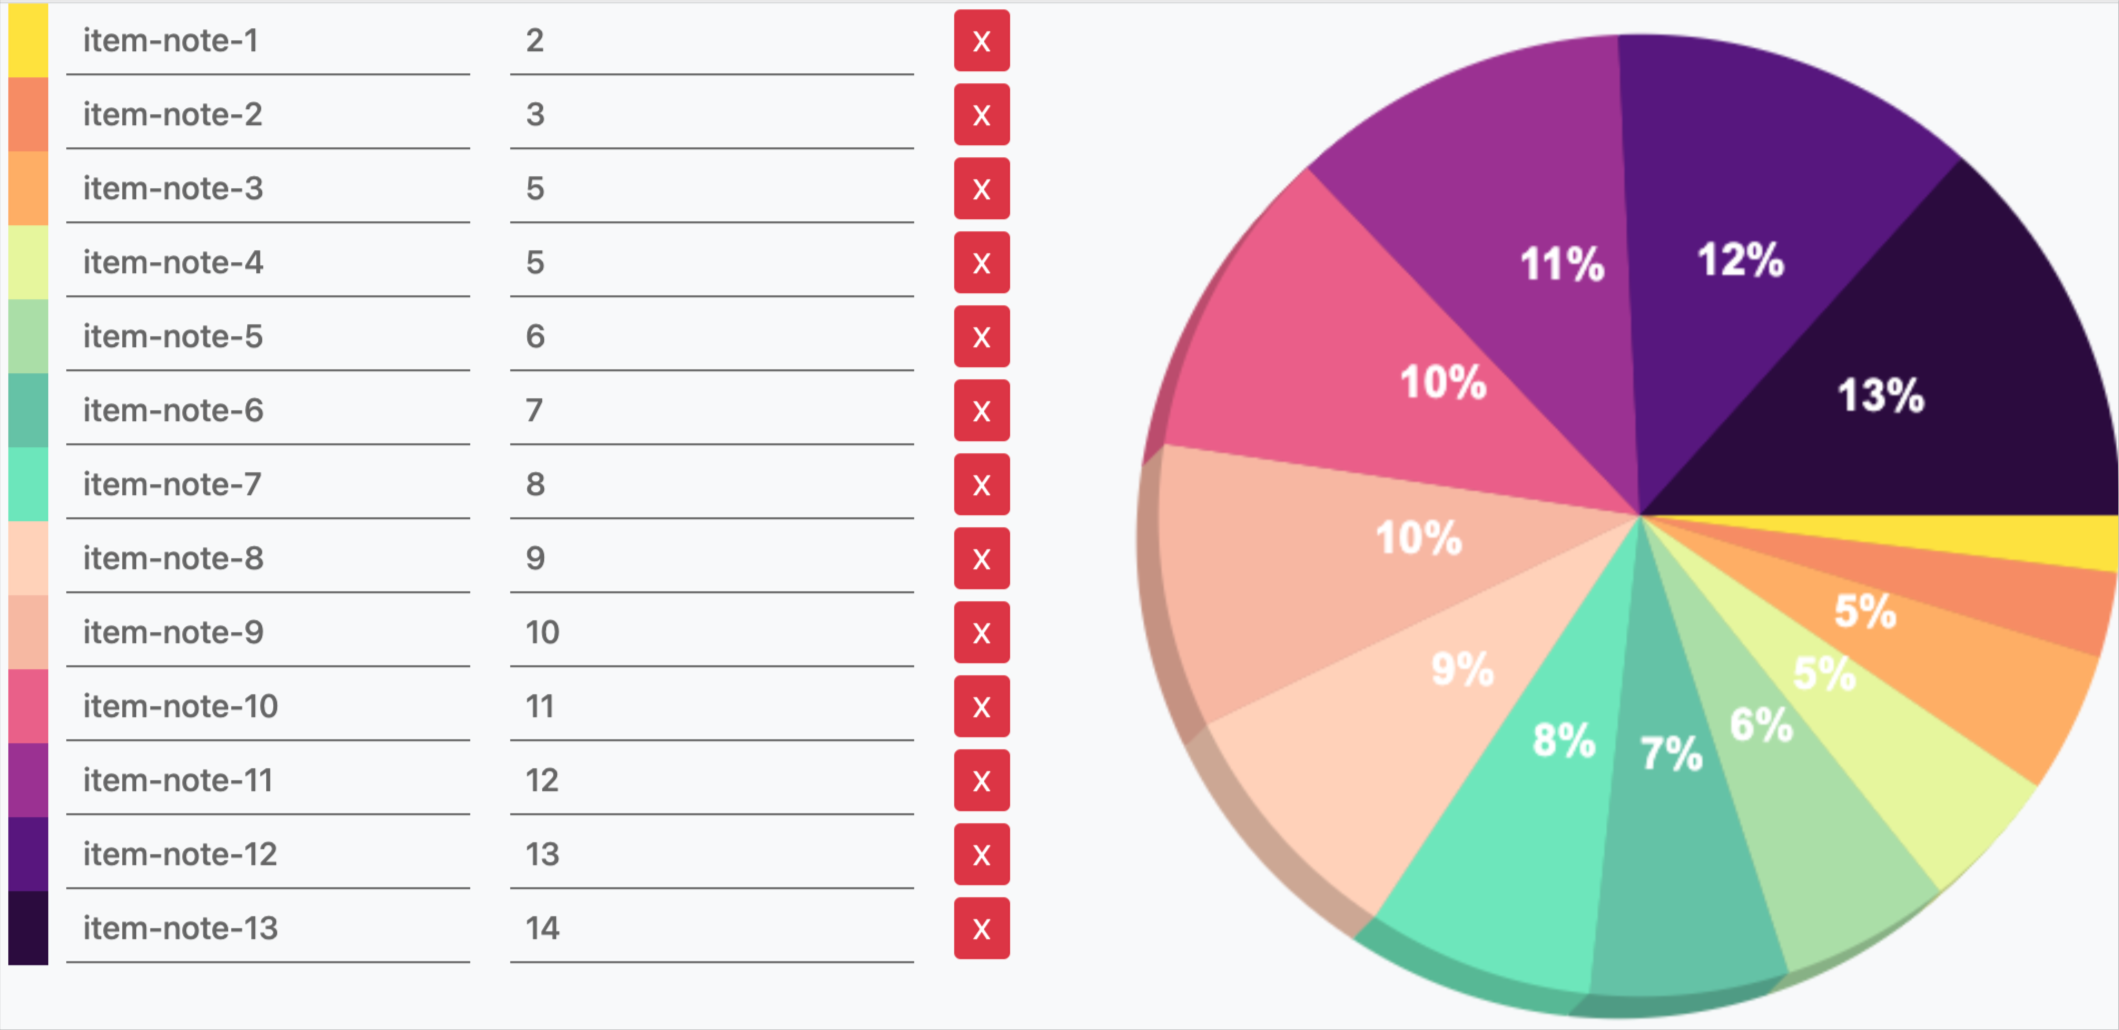 item-note-1 2 X
item-note-2 3 X
item-note-3 5 X
item-note-4 5 X
item-note-5 6 X
item-note-6 7 X
item-note-7 8 X
item-note-8 9 X
item-note-9 10 X
item-note-10 11 X
item-note-11 12 X
item-note-12 13 X
item-note-13 14 X
11%
12%
10%
13%
10%
5%
9%
5%
8%
7%
6%